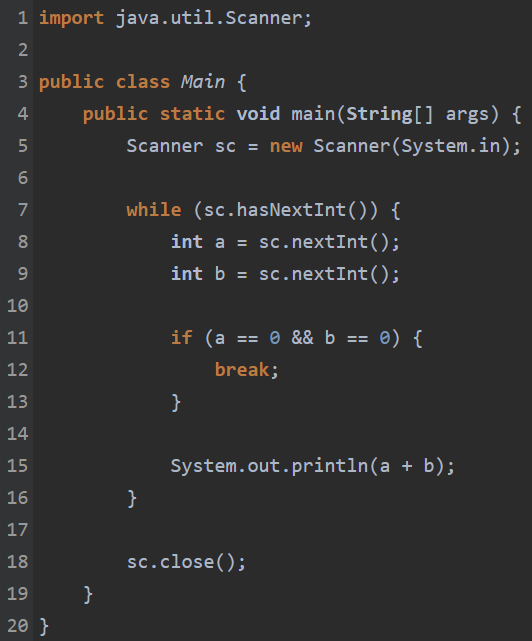 1 import java.util.Scanner;
2
3 public class Main {
4     public static void main(String[] args) {
5         Scanner sc = new Scanner(System.in);
6
7         while (sc.hasNextInt()) {
8             int a = sc.nextInt();
9             int b = sc.nextInt();
10
11             if (a == 0 && b == 0) {
12                 break;
13             }
14
15             System.out.println(a + b);
16         }
17
18         sc.close();
19     }
20 }